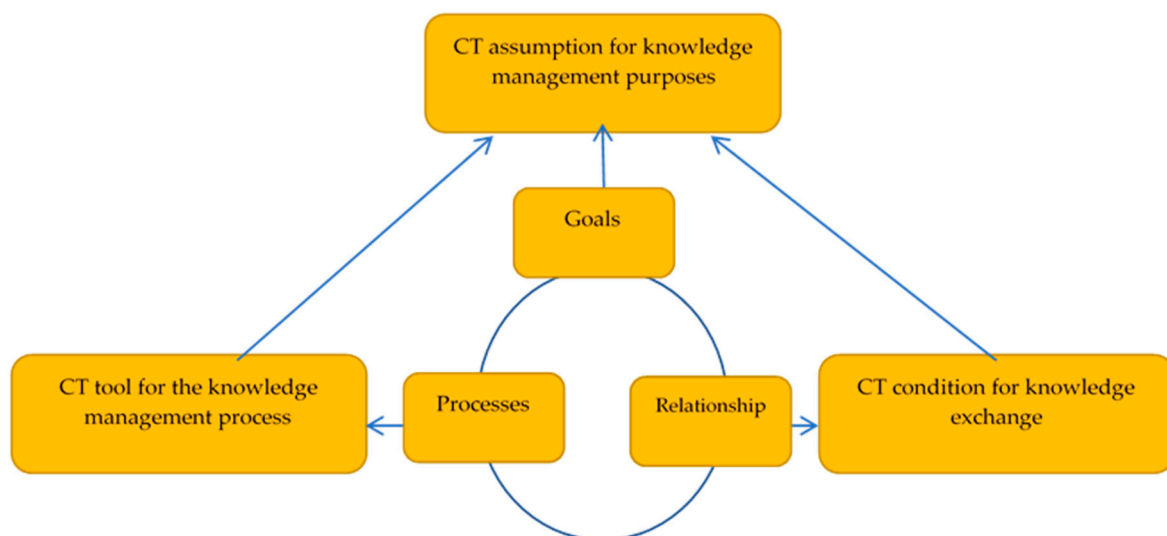 CT assumption for knowledge
management purposes
Goals
CT tool for the knowledge
management process
Processes
Relationship
CT condition for knowledge
exchange